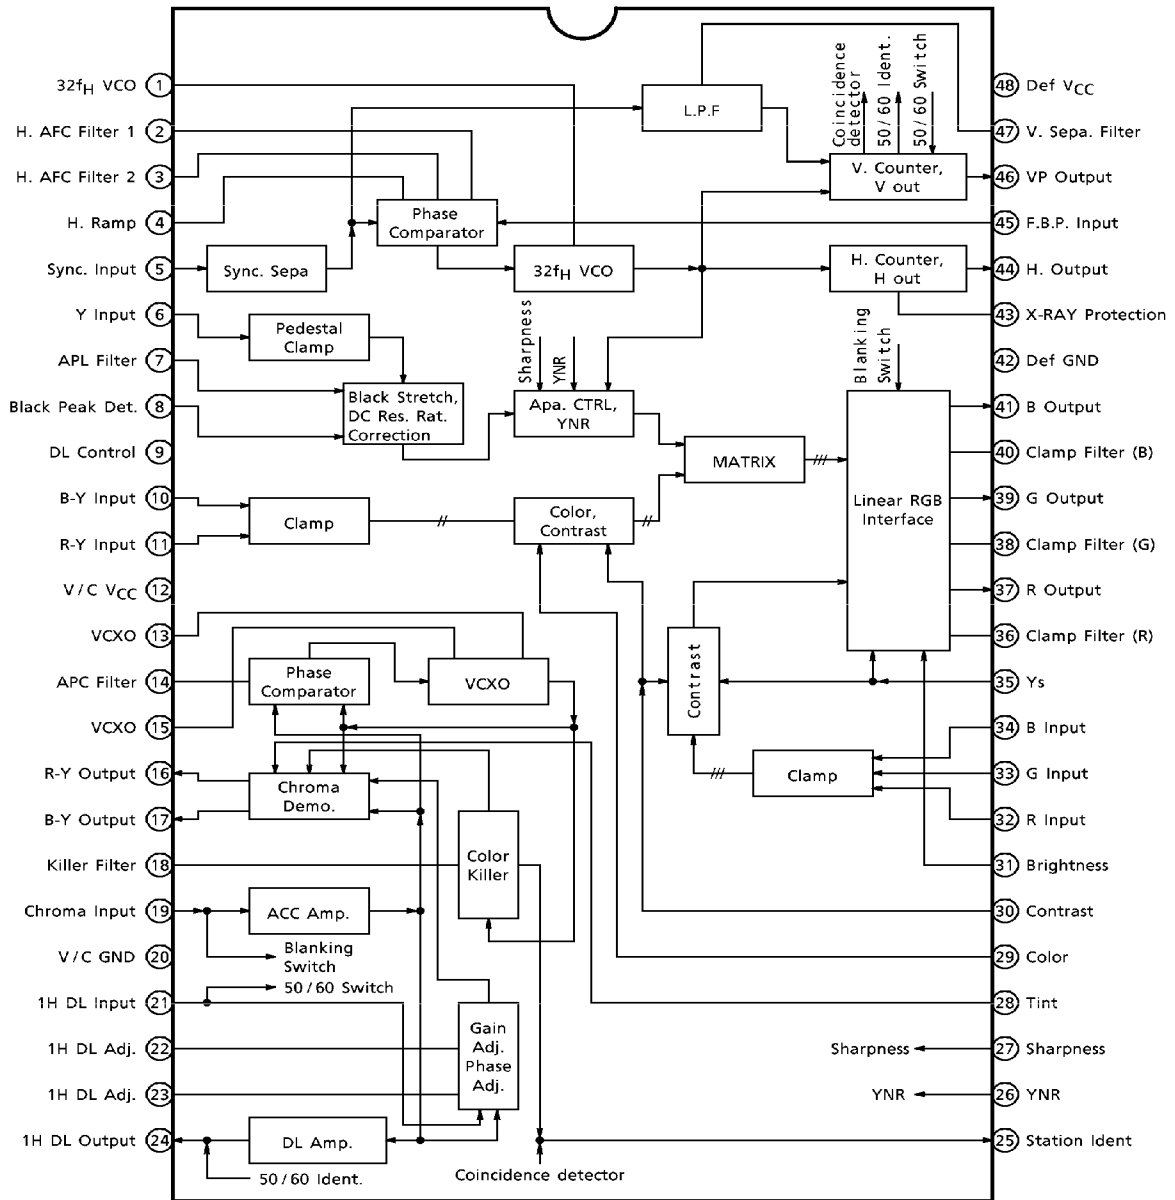 32fH VCO 1
H. AFC Filter 1 2
H. AFC Filter 2 3
H. Ramp 4
Sync. Input 5
Y Input 6
APL Filter 7
Black Peak Det. 8
DL Control 9
B-Y Input 10
R-Y Input 11
V/C VCC 12
VCXO 13
APC Filter 14
VCXO 15
R-Y Output 16
B-Y Output 17
Killer Filter 18
Chroma Input 19
V/C GND 20
1H DL Input 21
1H DL Adj. 22
1H DL Adj. 23
1H DL Output 24
L.P.F
Coincidence
detector
50/60 Ident.
50/60 Switch
V. Counter,
V out
Phase
Comparator
Sync. Sepa
32fH VCO
H. Counter,
H out
Pedestal
Clamp
Sharpness
YNR
Blanking
Switch
Black Stretch,
DC Res. Rat.
Correction
Apa. CTRL,
YNR
MATRIX
Linear RGB
Interface
Clamp
Color,
Contrast
Phase
Comparator
VCXO
Contrast
Chroma
Demo.
Clamp
Color
Killer
ACC Amp.
Blanking
Switch
50/60 Switch
Gain
Adj.
Phase
Adj.
Sharpness
YNR
DL Amp.
50/60 Ident.
Coincidence detector
48 Def VCC
47 V. Sepa. Filter
46 VP Output
45 F.B.P. Input
44 H. Output
43 X-RAY Protection
42 Def GND
41 B Output
40 Clamp Filter (B)
39 G Output
38 Clamp Filter (G)
37 R Output
36 Clamp Filter (R)
35 Ys
34 B Input
33 G Input
32 R Input
31 Brightness
30 Contrast
29 Color
28 Tint
27 Sharpness
26 YNR
25 Station Ident